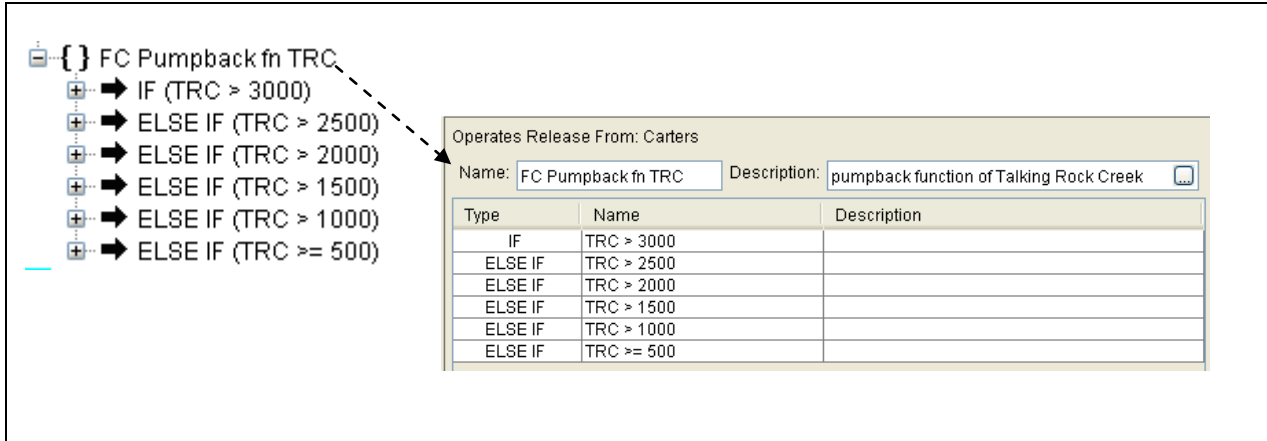 { } FC Pumpback fn TRC
IF (TRC > 3000)
ELSE IF (TRC > 2500)
ELSE IF (TRC > 2000)
ELSE IF (TRC > 1500)
ELSE IF (TRC > 1000)
ELSE IF (TRC >= 500)
Operates Release From: Carters
Name: FC Pumpback fn TRC Description: pumpback function of Talking Rock Creek ...
Type Name Description
IF TRC > 3000
ELSE IF TRC > 2500
ELSE IF TRC > 2000
ELSE IF TRC > 1500
ELSE IF TRC > 1000
ELSE IF TRC >= 500